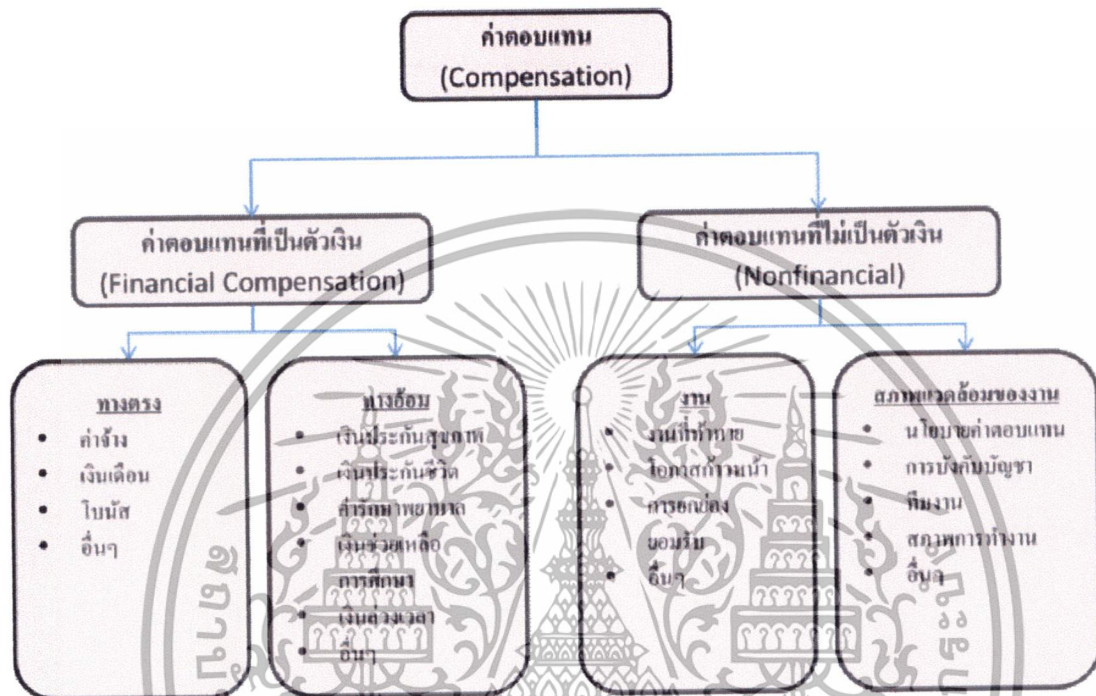 ค่าตอบแทน
(Compensation)
ค่าตอบแทนที่เป็นตัวเงิน
(Financial Compensation)
ค่าตอบแทนที่ไม่เป็นตัวเงิน
(Nonfinancial)
ทางตรง
• ค่าจ้าง
• เงินเดือน
• โบนัส
• อื่นๆ
ทางอ้อม
• เงินประกันสุขภาพ
• เงินประกันชีวิต
• ค่ารักษาพยาบาล
• เงินช่วยเหลือ
การศึกษา
• เงินล่วงเวลา
• อื่นๆ
งาน
• งานที่ท้าทาย
• โอกาสก้าวหน้า
• การยกย่อง
ยอมรับ
• อื่นๆ
สภาพแวดล้อมของงาน
• นโยบายค่าตอบแทน
• การบังคับบัญชา
• ทีมงาน
• สภาพการทำงาน
• อื่นๆ